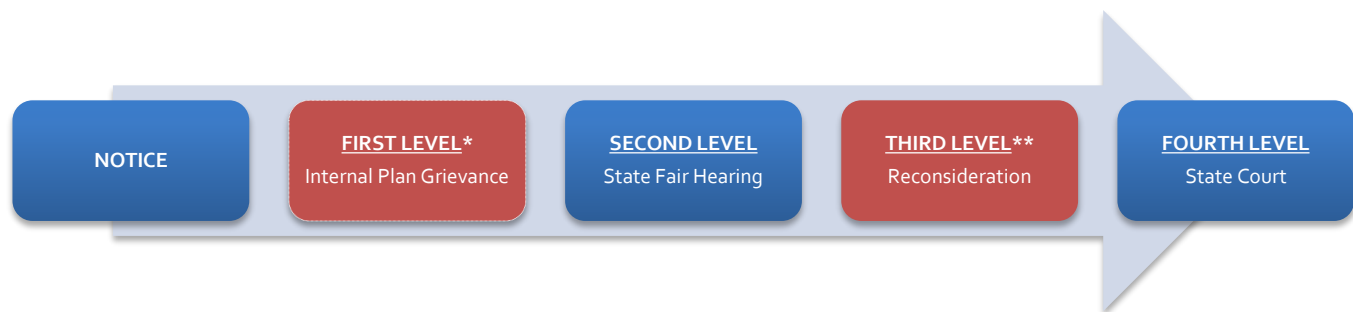 NOTICE
FIRST LEVEL*
Internal Plan Grievance
SECOND LEVEL
State Fair Hearing
THIRD LEVEL**
Reconsideration
FOURTH LEVEL
State Court